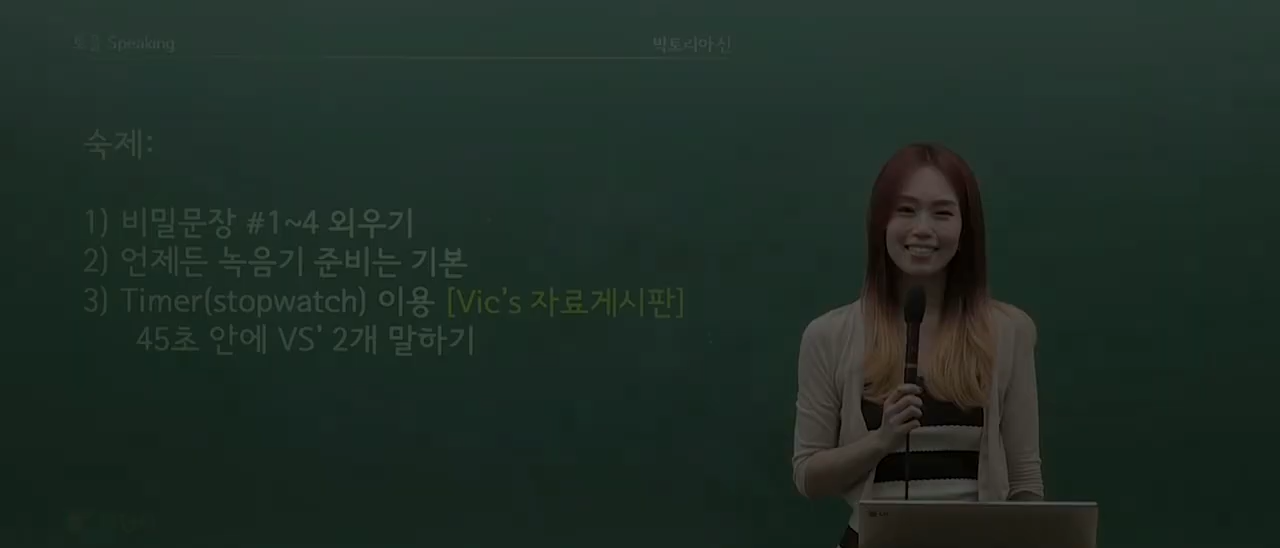 토플 Speaking
빅토리아 신
숙제:
1) 비밀문장 #1~4 외우기
2) 언제든 녹음기 준비는 기본
3) Timer(stopwatch) 이용 [Vic's 자료게시판]
45초 안에 VS' 2개 말하기